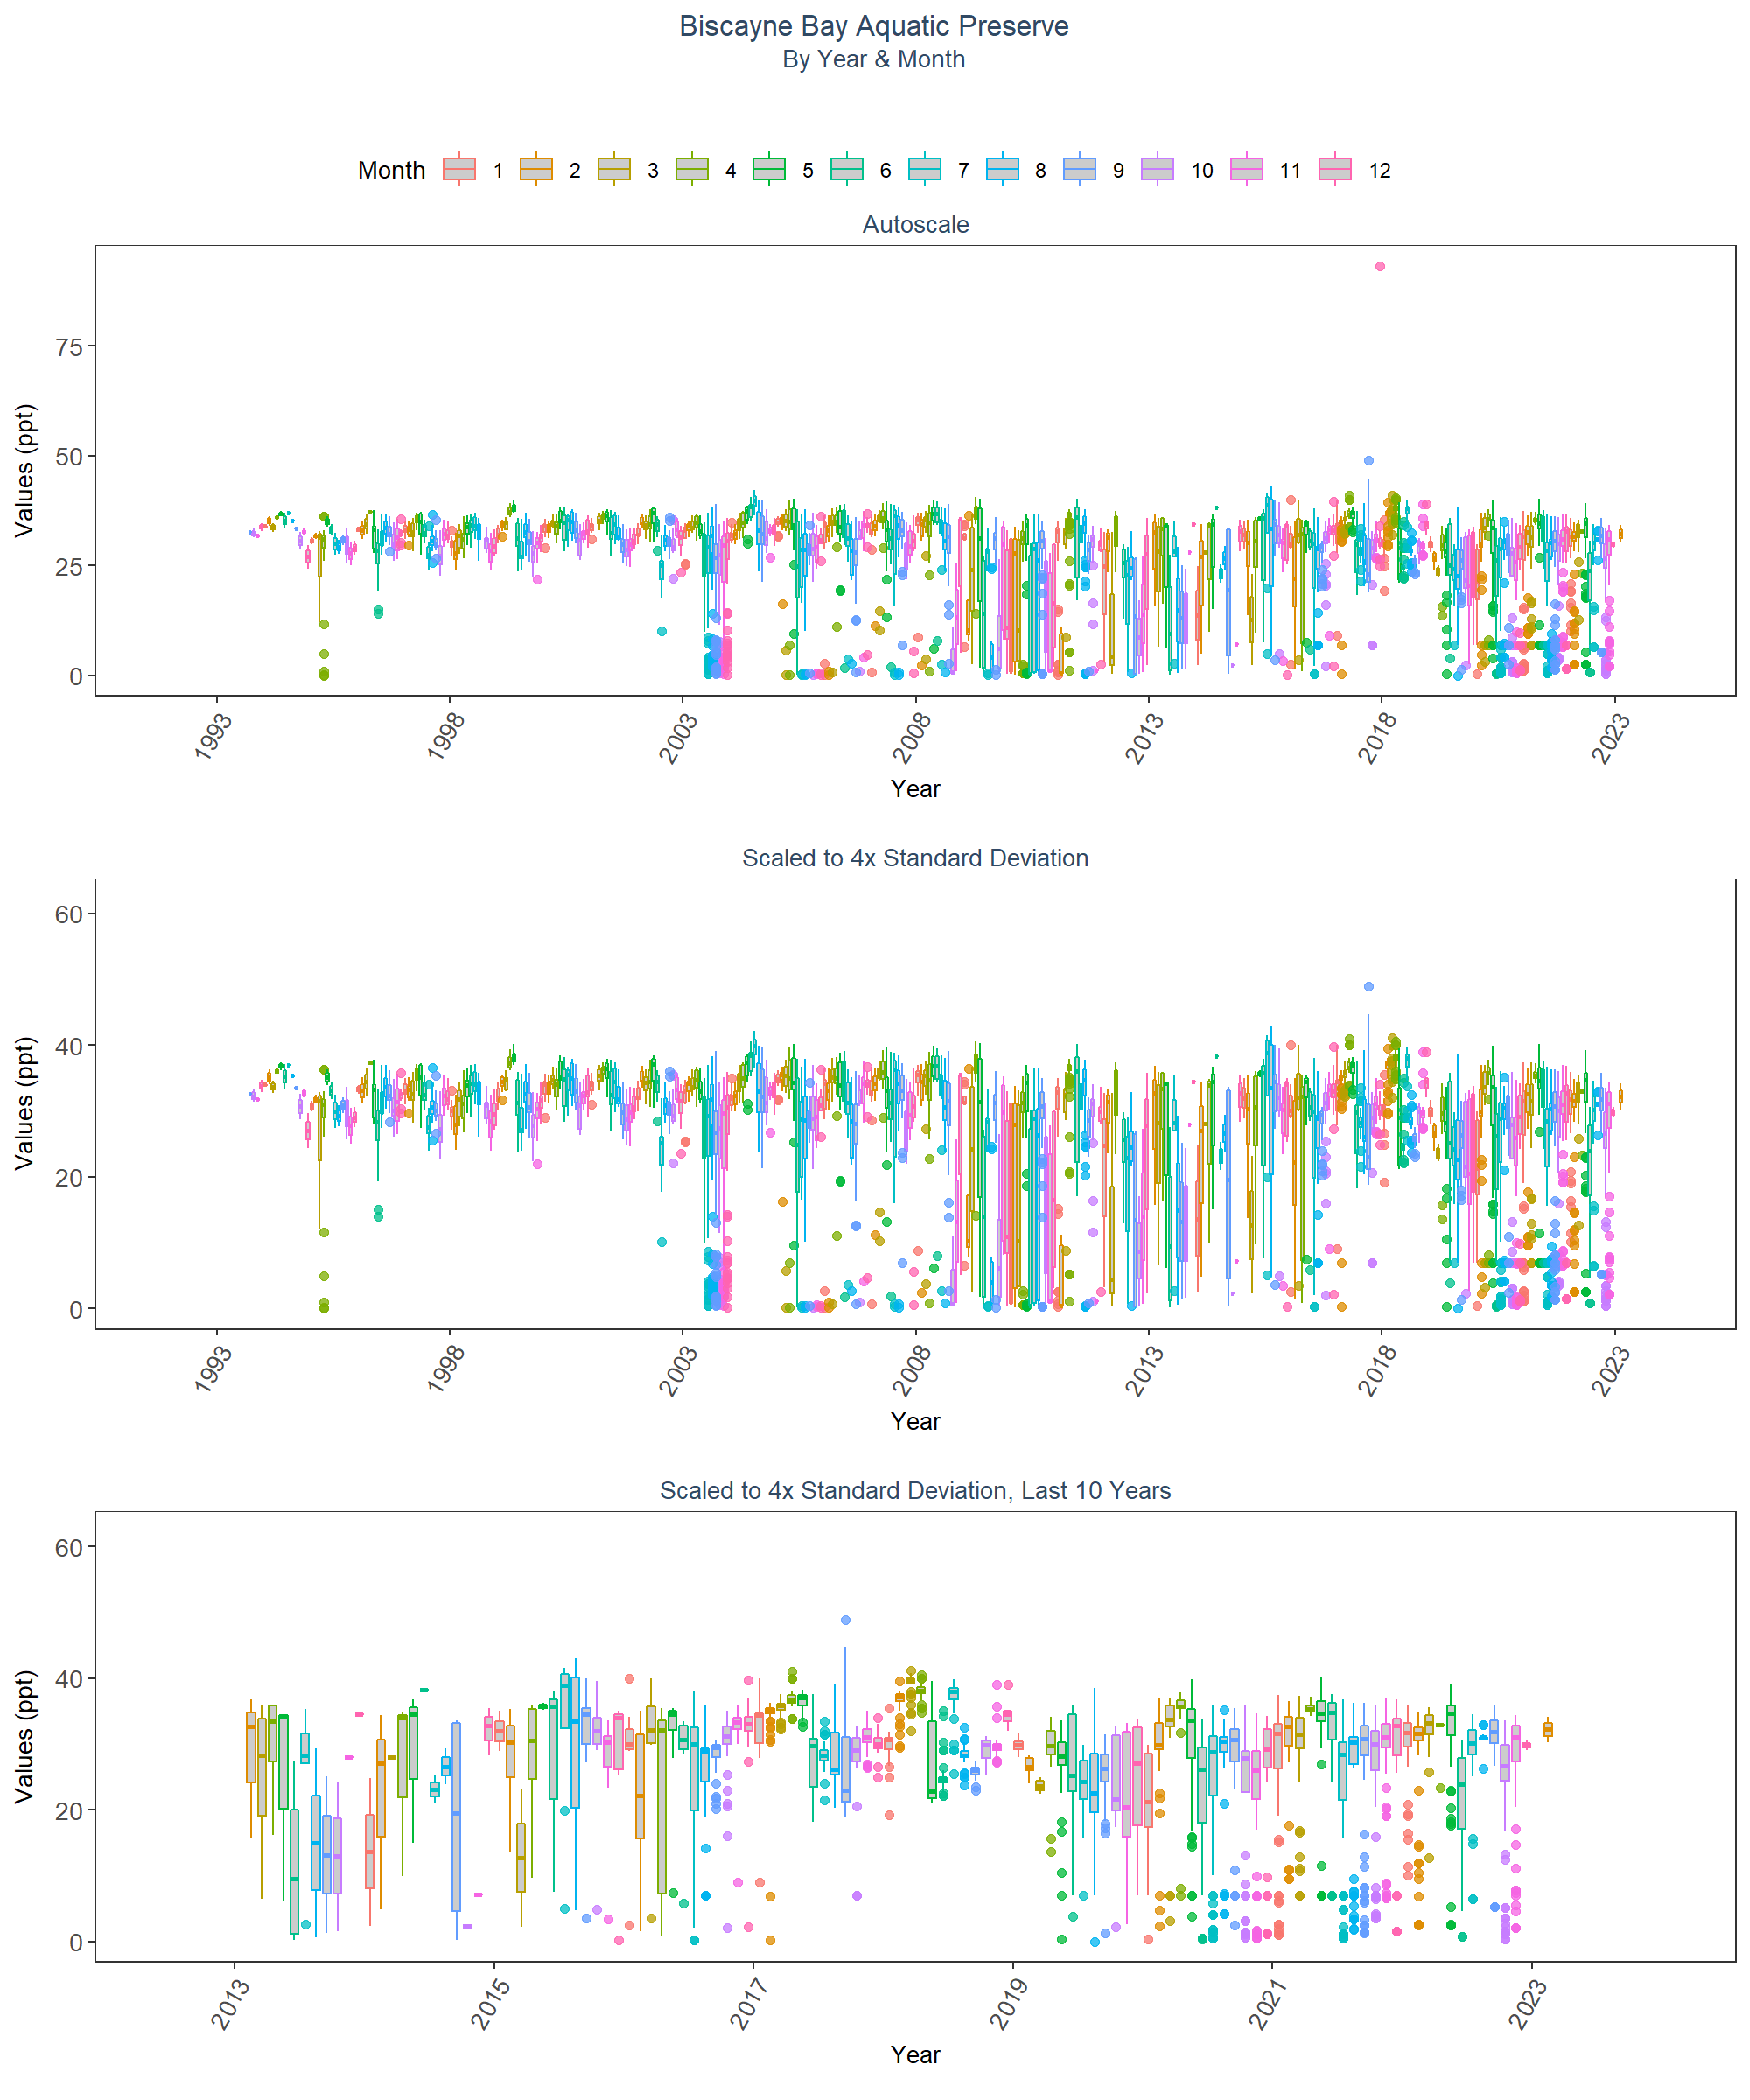 Biscayne Bay Aquatic Preserve
By Year & Month
Month 1 2 3 4 5 6 7 8 9 10 11 12
Autoscale
Values (ppt)
75
50
25
0
1993 1998 2003 2008 2013 2018 2023
Year
Scaled to 4x Standard Deviation
Values (ppt)
60
40
20
0
1993 1998 2003 2008 2013 2018 2023
Year
Scaled to 4x Standard Deviation, Last 10 Years
Values (ppt)
60
40
20
0
2013 2015 2017 2019 2021 2023
Year